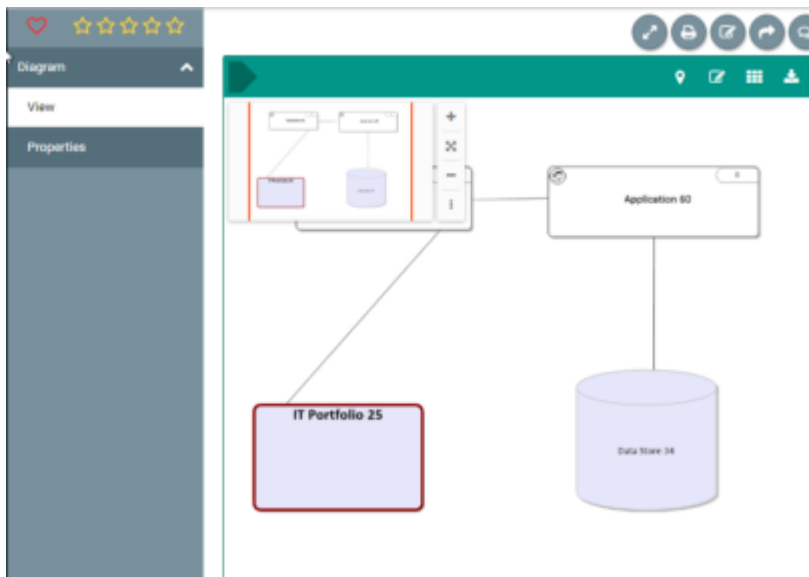 Diagram
View
Properties
Application 60
IT Portfolio 25
Data Store 34